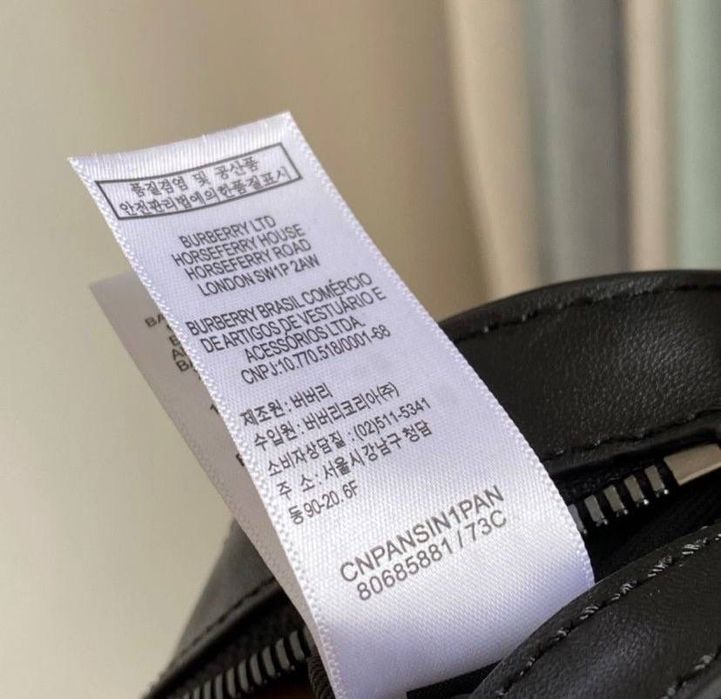 품질경영 및 공산품
안전관리법에의한품질표시
BURBERRY LTD
HORSEFERRY HOUSE
HORSEFERRY ROAD
LONDON SW1P 2AW
BURBERRY BRASIL COMÉRCIO
DE ARTIGOS DE VESTUÁRIO E
ACESSÓRIOS LTDA.
CNPJ:10.770.518/0001-68
제조원 : 버버리
수입원 : 버버리코리아(주)
소비자상담질 : (02)511-5341
주 소 : 서울시강남구청담
동90-20.6F
CNPANSIN1PAN
80685881 / 73C